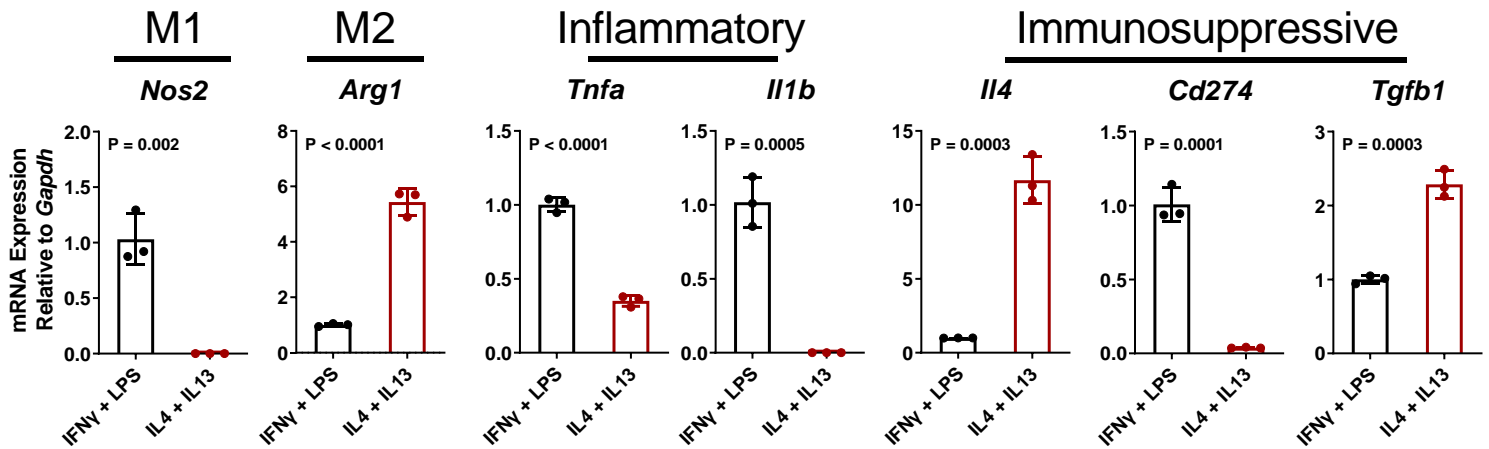 M1
M2
Inflammatory
Immunosuppressive
Nos2
Arg1
Tnfa
Il1b
Il4
Cd274
Tgfb1
mRNA Expression
Relative to Gapdh
2.0
1.5
1.0
0.5
0.0
P = 0.002
IFNγ + LPS
IL4 + IL13
8
6
4
2
0
P < 0.0001
IFNγ + LPS
IL4 + IL13
1.5
1.0
0.5
0.0
P < 0.0001
IFNγ + LPS
IL4 + IL13
1.5
1.0
0.5
0.0
P = 0.0005
IFNγ + LPS
IL4 + IL13
15
10
5
0
P = 0.0003
IFNγ + LPS
IL4 + IL13
1.5
1.0
0.5
0.0
P = 0.0001
IFNγ + LPS
IL4 + IL13
3
2
1
0
P = 0.0003
IFNγ + LPS
IL4 + IL13